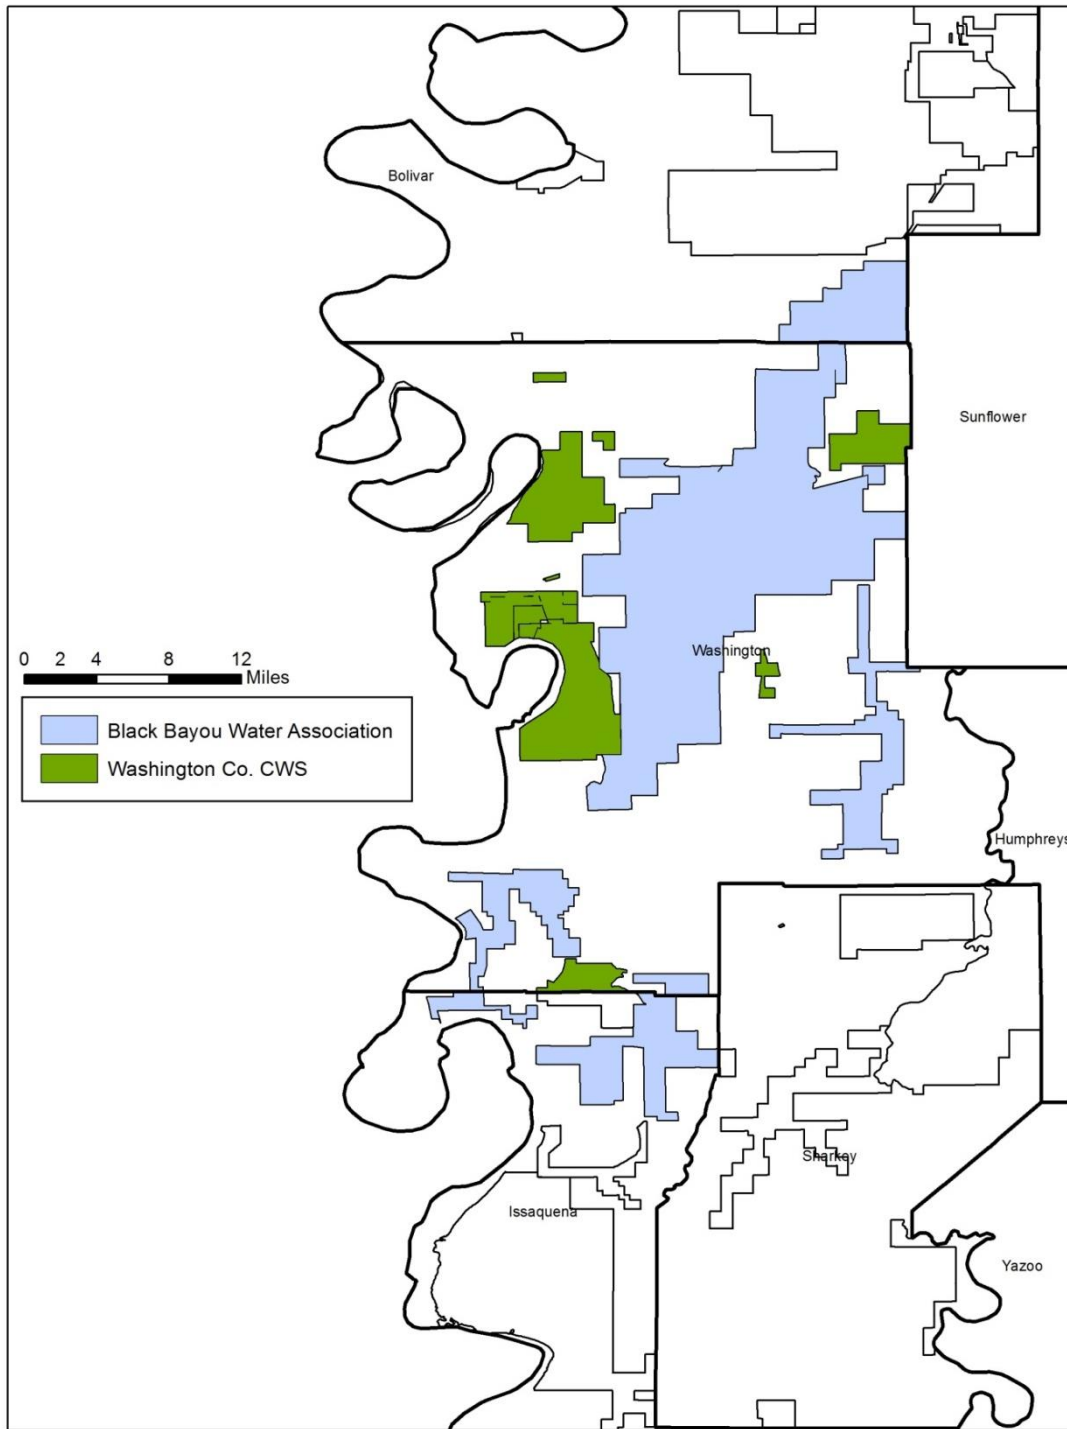 Bolivar
Sunflower
Washington
0 2 4 8 12
Miles
Black Bayou Water Association
Washington Co. CWS
Humphreys
Sharkey
Issaquena
Yazoo